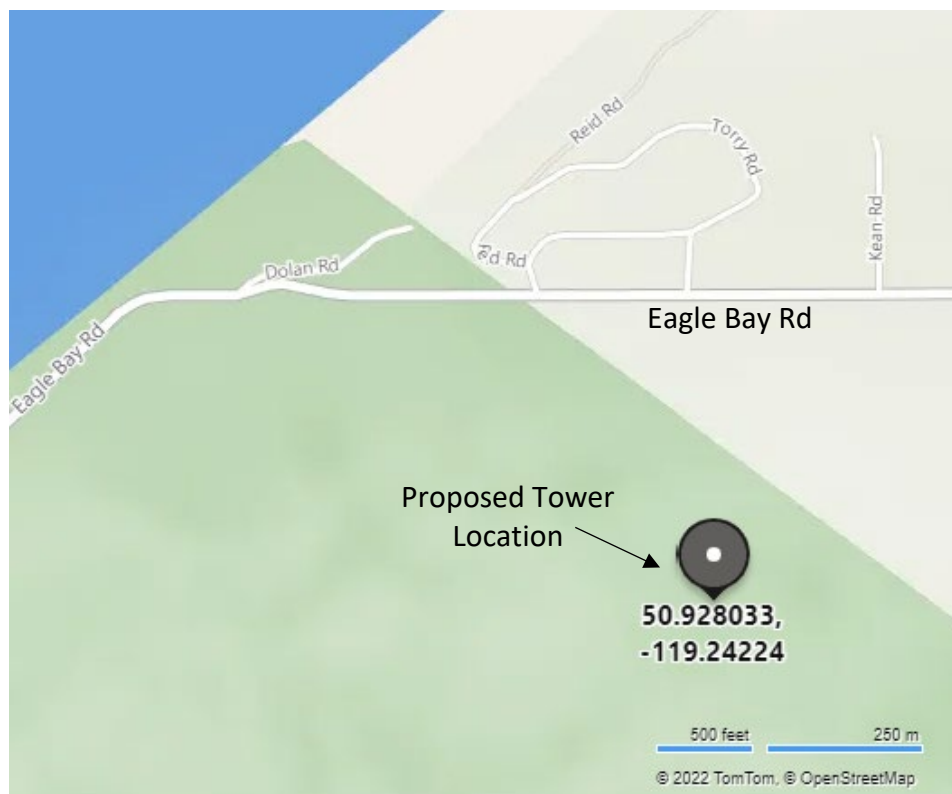 Reid Rd
Torry Rd
Kean Rd
Rd
Dolan Rd
Eagle Bay Rd
Eagle Bay Rd
Proposed Tower
Location
50.928033,
-119.24224
500 feet
250 m
© 2022 TomTom, © OpenStreetMap